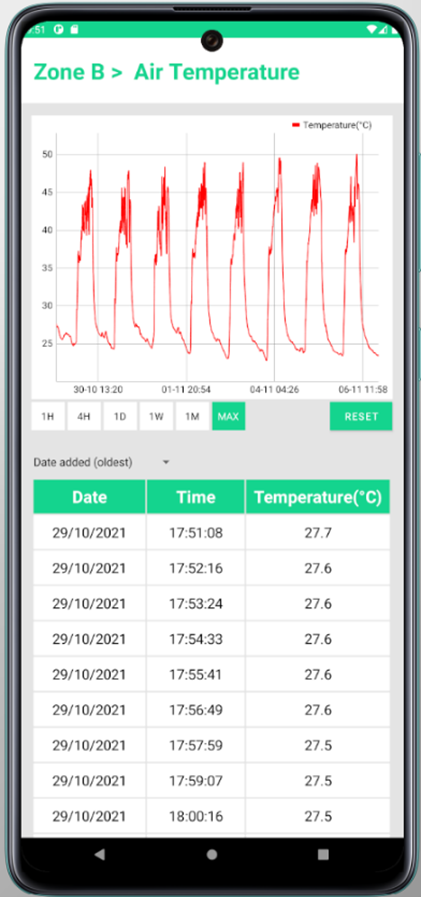 :51
Zone B > Air Temperature
Temperature(°C)
50
45
40
35
30
25
30-10 13:20 01-11 20:54 04-11 04:26 06-11 11:58
1H 4H 1D 1W 1M MAX RESET
Date added (oldest)
Date Time Temperature(°C)
29/10/2021 17:51:08 27.7
29/10/2021 17:52:16 27.6
29/10/2021 17:53:24 27.6
29/10/2021 17:54:33 27.6
29/10/2021 17:55:41 27.6
29/10/2021 17:56:49 27.6
29/10/2021 17:57:59 27.5
29/10/2021 17:59:07 27.5
29/10/2021 18:00:16 27.5